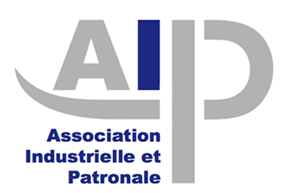 AIP
Association
Industrielle et
Patronale